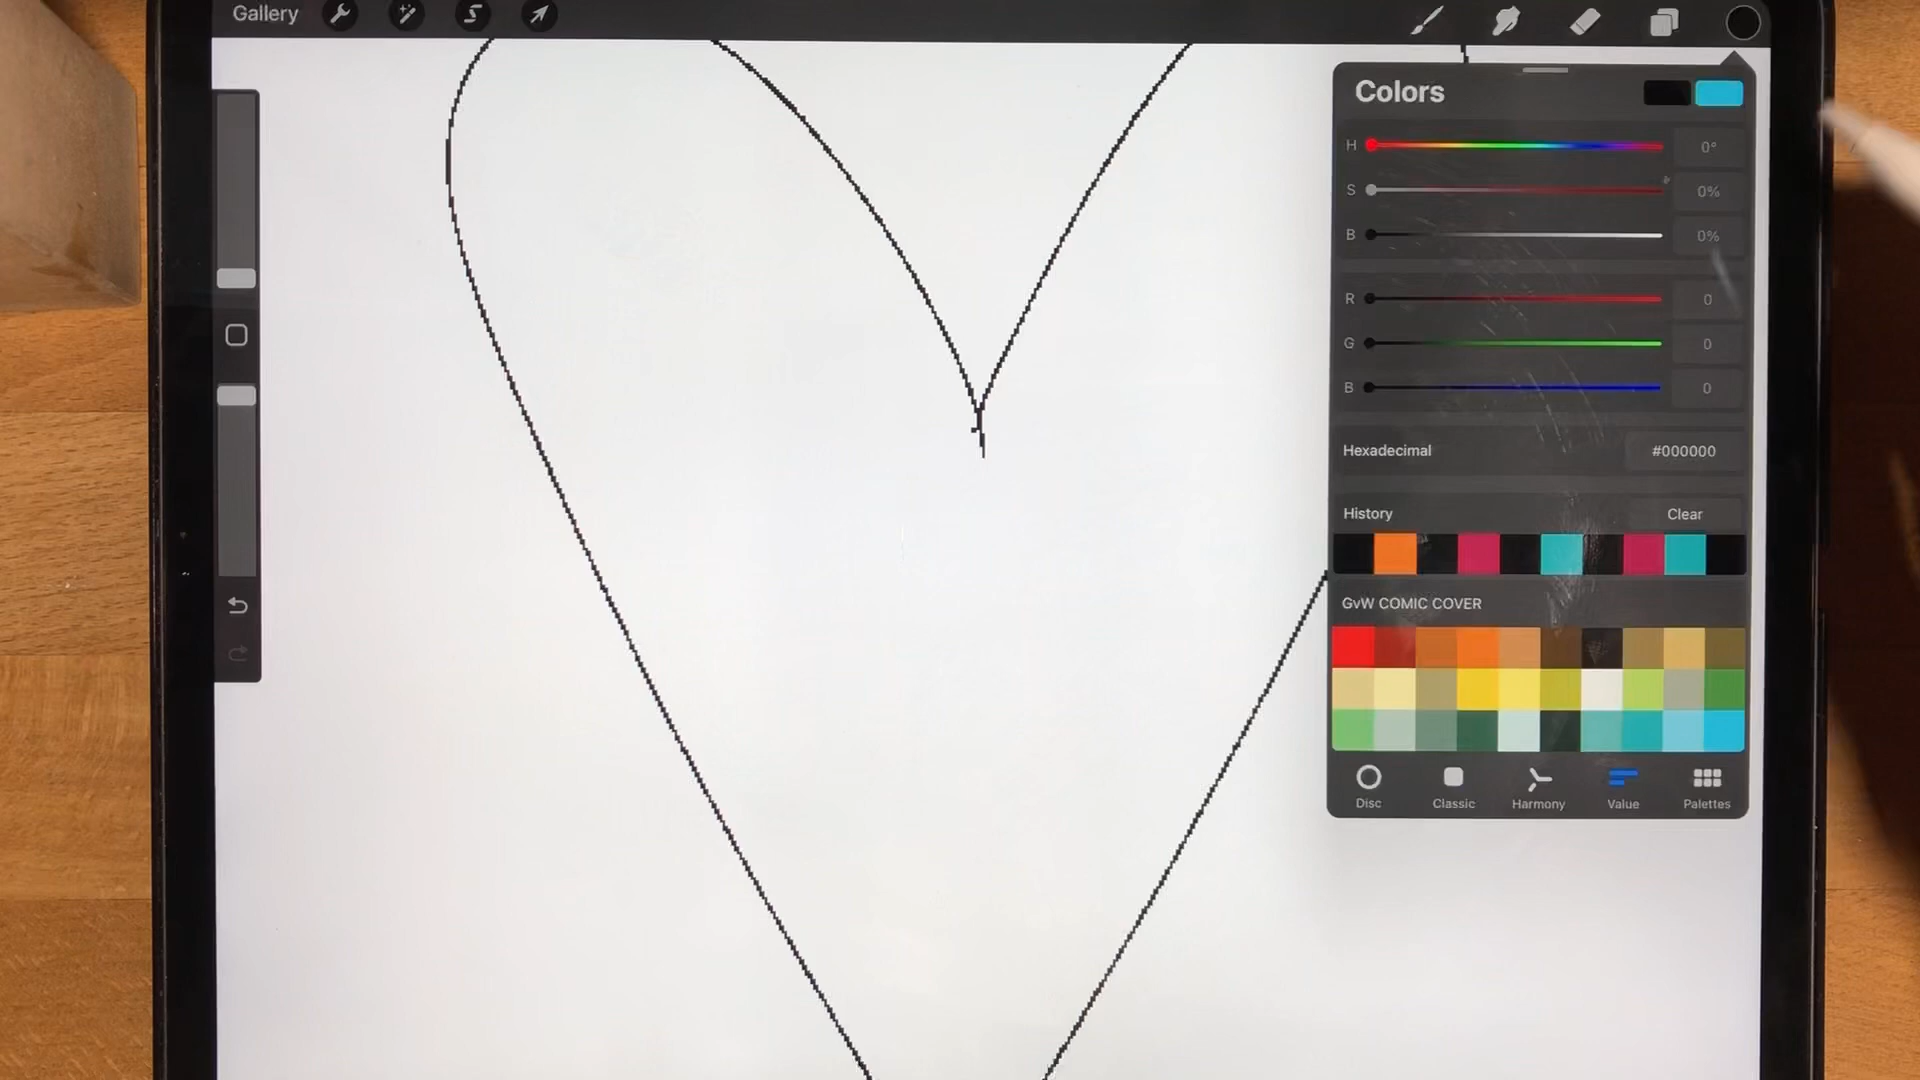 Gallery
Colors
H 0°
S 0%
B 0%
R 0
G 0
B 0
Hexadecimal #000000
History Clear
GvW COMIC COVER
Disc Classic Harmony Value Palettes